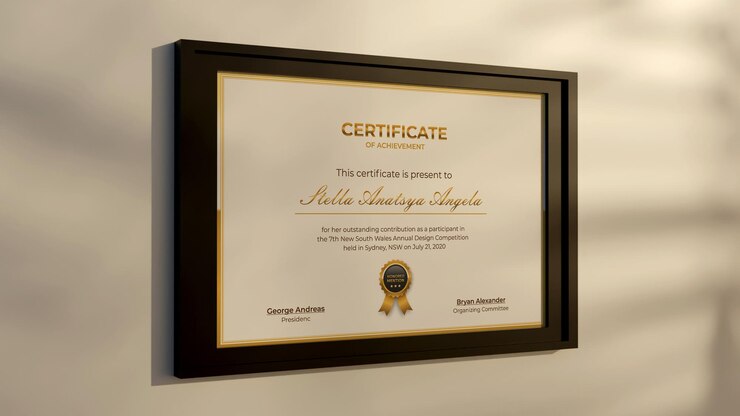 CERTIFICATE
OF ACHIEVEMENT
This certificate is present to
Stella Anatsya Angela
for her outstanding contribution as a participant in
the 7th New South Wales Annual Design Competition
held in Sydney, NSW on July 21, 2020
HONORED
MENTION
George Andreas
Presidenc
Bryan Alexander
Organizing Committee